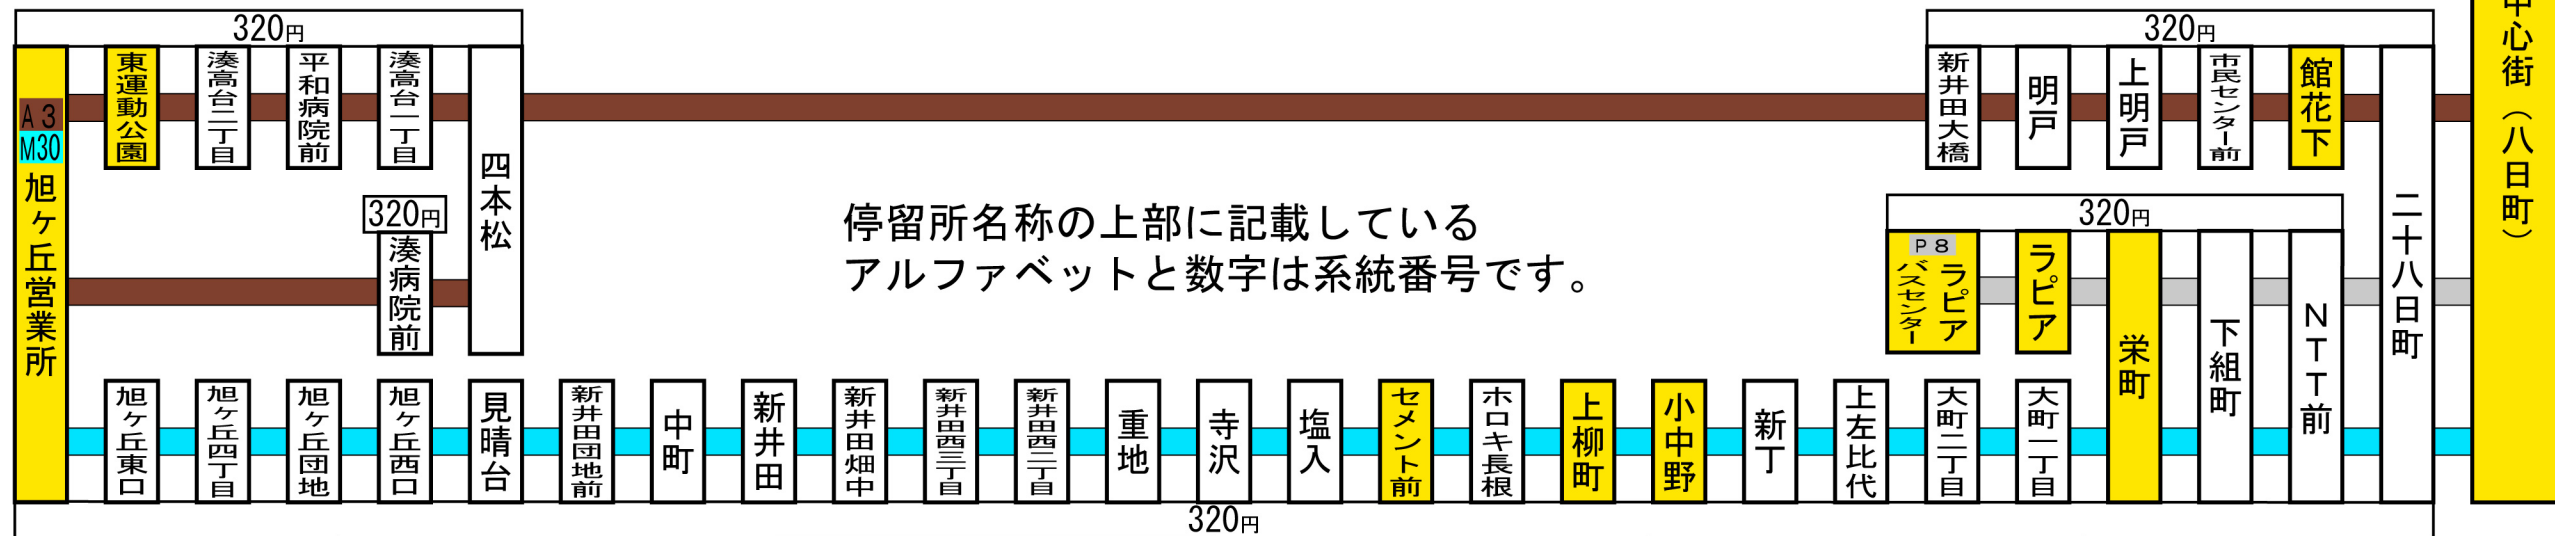 320円
320円
中心街（八日町）
A 3
M30
旭ヶ丘営業所
東運動公園
湊高台二丁目
平和病院前
湊高台一丁目
四本松
新井田大橋
明戸
上明戸
市民センター前
館花下
二十八日町
320円
湊病院前
停留所名称の上部に記載している
アルファベットと数字は系統番号です。
320円
P 8
ラピア
バスセンター
ラピア
栄町
下組町
ＮＴＴ前
旭ヶ丘東口
旭ヶ丘四丁目
旭ヶ丘団地
旭ヶ丘西口
見晴台
新井田団地前
中町
新井田
新井田畑中
新井田西三丁目
新井田西二丁目
重地
寺沢
塩入
セメント前
ホロキ長根
上柳町
小中野
新丁
上左比代
大町二丁目
大町一丁目
320円